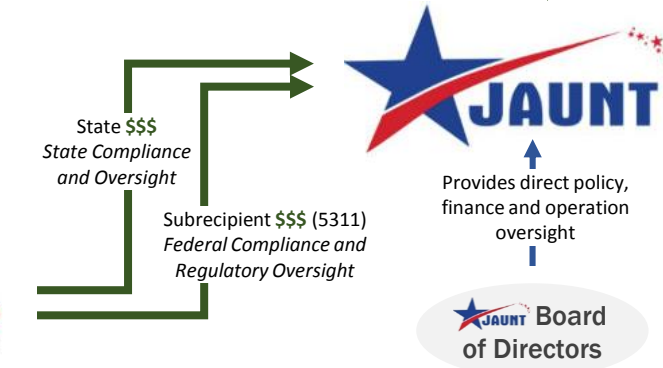 JAUNT
State $$$
State Compliance
and Oversight
Subrecipient $$$ (5311)
Federal Compliance and
Regulatory Oversight
Provides direct policy,
finance and operation
oversight
JAUNT Board
of Directors